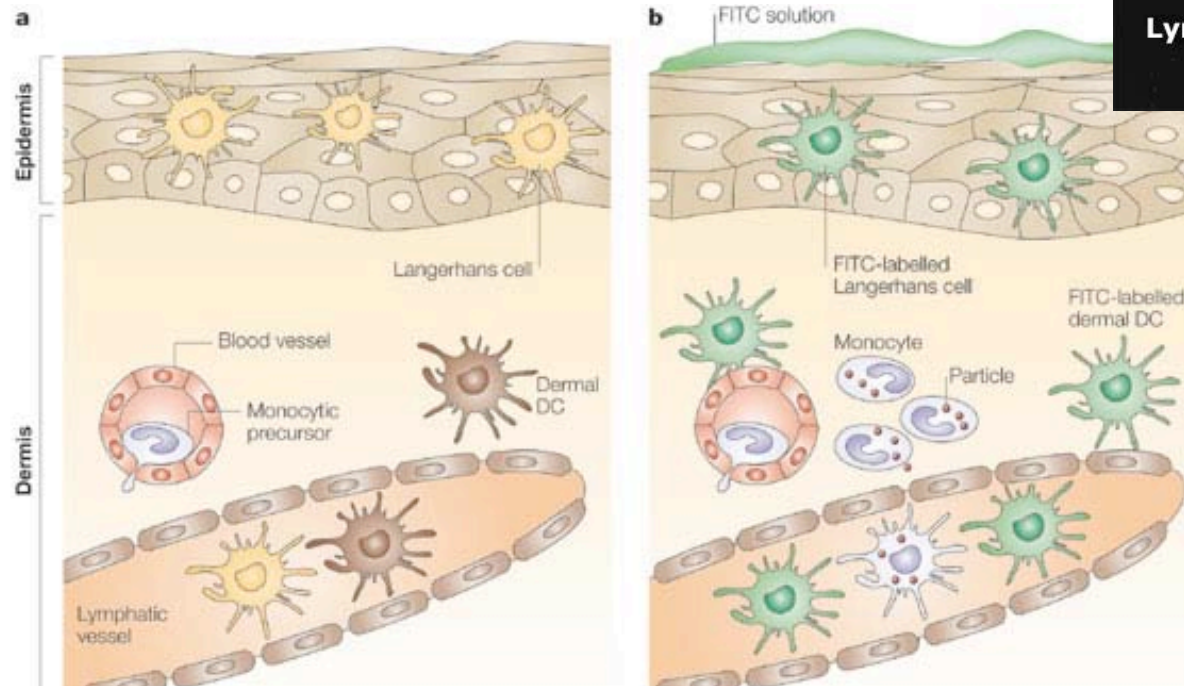 a
Epidermis
Dermis
Langerhans cell
Blood vessel
Monocytic
precursor
Dermal
DC
Lymphatic
vessel
b
FITC solution
FITC-labelled
Langerhans cell
FITC-labelled
dermal DC
Monocyte
Particle